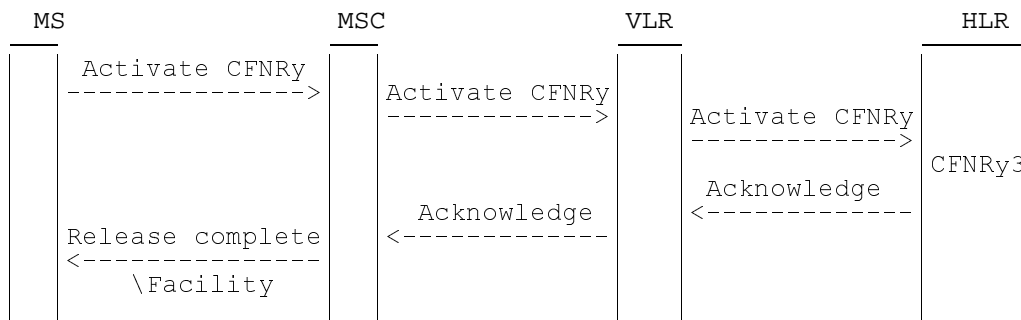 MS MSC VLR HLR
Activate CFNRy
Activate CFNRy
Activate CFNRy
CFNRy3
Acknowledge
Acknowledge
Release complete
\Facility